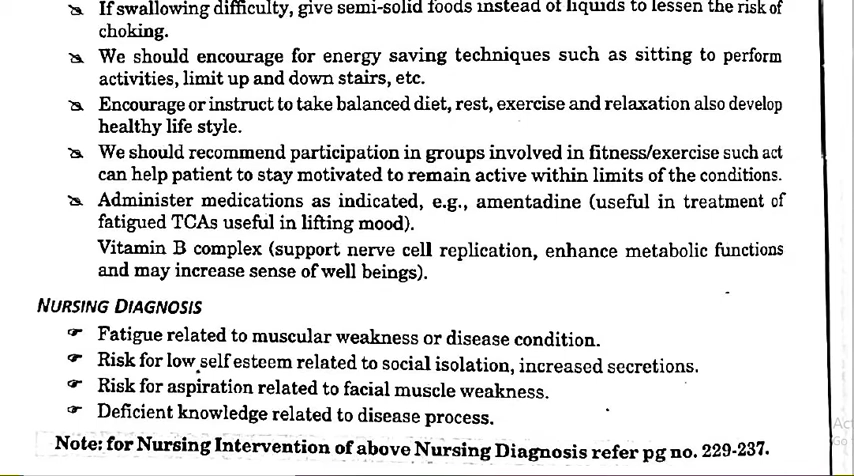 If swallowing difficulty, give semi-solid foods instead of liquids to lessen the risk of
choking.
We should encourage for energy saving techniques such as sitting to perform
activities, limit up and down stairs, etc.
Encourage or instruct to take balanced diet, rest, exercise and relaxation also develop
healthy life style.
We should recommend participation in groups involved in fitness/exercise such act
can help patient to stay motivated to remain active within limits of the conditions.
Administer medications as indicated, e.g., amentadine (useful in treatment of
fatigued TCAs useful in lifting mood).
Vitamin B complex (support nerve cell replication, enhance metabolic functions
and may increase sense of well beings).
NURSING DIAGNOSIS
Fatigue related to muscular weakness or disease condition.
Risk for low self esteem related to social isolation, increased secretions.
Risk for aspiration related to facial muscle weakness.
Deficient knowledge related to disease process.
Note: for Nursing Intervention of above Nursing Diagnosis refer pg no. 229-237.